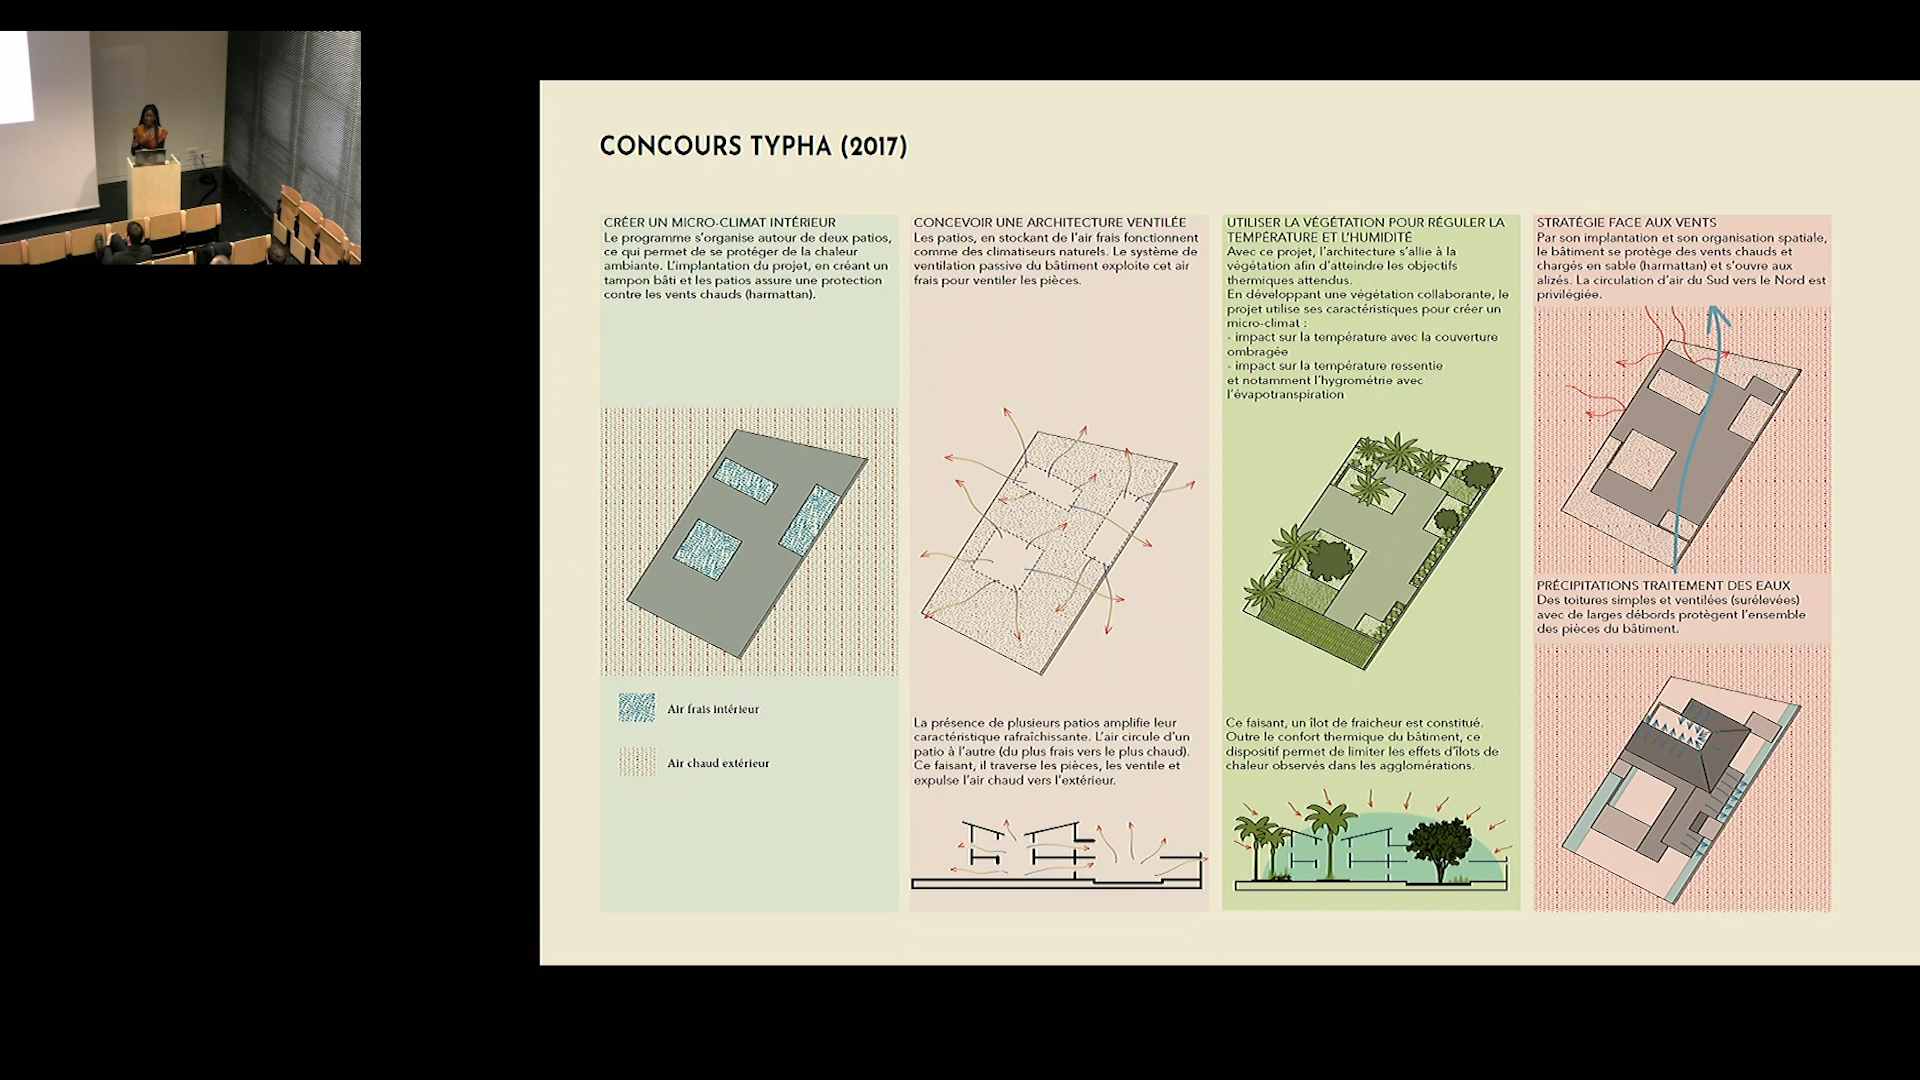 CONCOURS TYPHA (2017)
CRÉER UN MICRO-CLIMAT INTÉRIEUR
Le programme s'organise autour de deux patios,
ce qui permet de se protéger de la chaleur
ambiante. L'implantation du projet, en créant un
tampon bâti et les patios assure une protection
contre les vents chauds (harmattan).
Air frais intérieur
Air chaud extérieur
CONCEVOIR UNE ARCHITECTURE VENTILÉE
Les patios, en stockant de l'air frais fonctionnent
comme des climatiseurs naturels. Le système de
ventilation passive du bâtiment exploite cet air
frais pour ventiler les pièces.
La présence de plusieurs patios amplifie leur
caractéristique rafraîchissante. L'air circule d'un
patio à l'autre (du plus frais vers le plus chaud).
Ce faisant, il traverse les pièces, les ventile et
expulse l'air chaud vers l'extérieur.
UTILISER LA VÉGÉTATION POUR RÉGULER LA
TEMPÉRATURE ET L'HUMIDITÉ
Avec ce projet, l'architecture s'allie à la
végétation afin d'atteindre les objectifs
thermiques attendus.
En développant une végétation collaborante, le
projet utilise ses caractéristiques pour créer un
micro-climat :
- impact sur la température avec la couverture
ombragée
- impact sur la température ressentie
et notamment l'hygrométrie avec
l'évapotranspiration
Ce faisant, un îlot de fraicheur est constitué.
Outre le confort thermique du bâtiment, ce
dispositif permet de limiter les effets d'îlots de
chaleur observés dans les agglomérations.
STRATÉGIE FACE AUX VENTS
Par son implantation et son organisation spatiale,
le bâtiment se protège des vents chauds et
chargés en sable (harmattan) et s'ouvre aux
alizés. La circulation d'air du Sud vers le Nord est
privilégiée.
PRÉCIPITATIONS TRAITEMENT DES EAUX
Des toitures simples et ventilées (surélevées)
avec de larges débords protègent l'ensemble
des pièces du bâtiment.